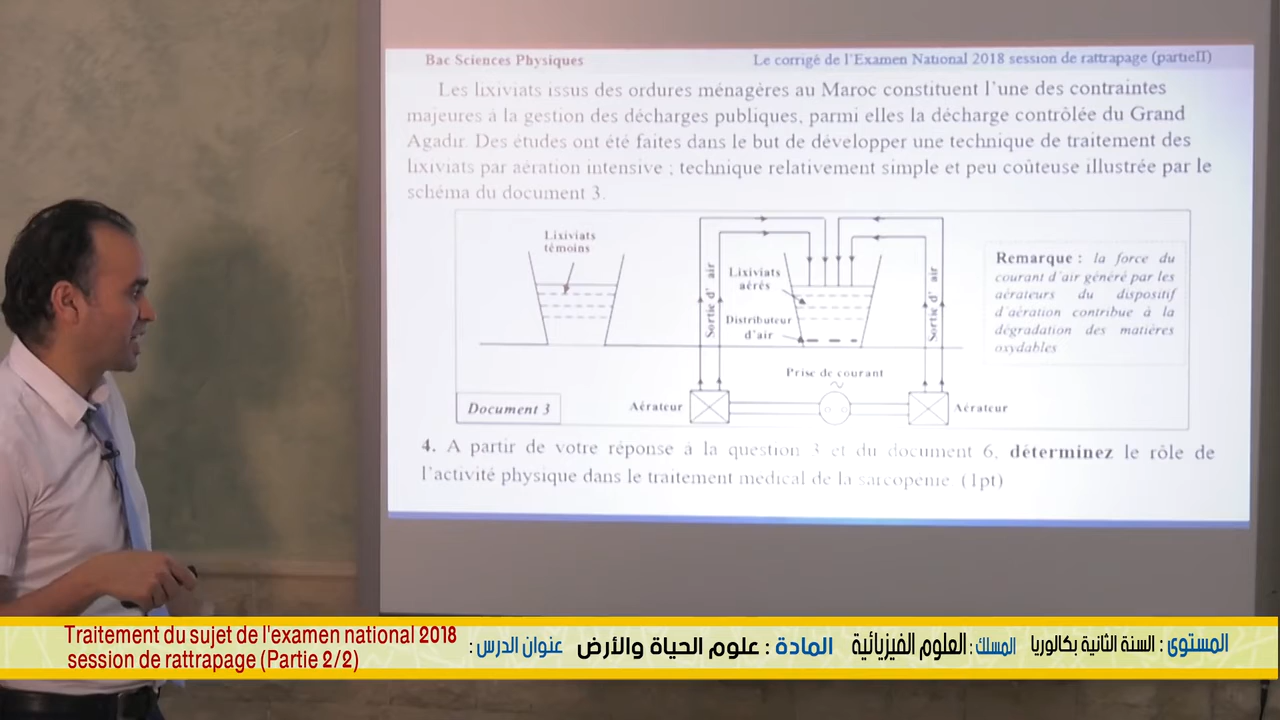 Bac Sciences Physiques
Le corrigé de l'Examen National 2018 session de rattrapage (partieII)
Les lixiviats issus des ordures ménagères au Maroc constituent l'une des contraintes
majeures à la gestion des décharges publiques, parmi elles la décharge contrôlée du Grand
Agadir. Des études ont été faites dans le but de développer une technique de traitement des
lixiviats par aération intensive ; technique relativement simple et peu coûteuse illustrée par le
schéma du document 3.
Lixiviats
témoins
Sortie d' air
Lixiviats
aérés
Distributeur
d'air
Sortie d' air
Remarque : la force du
courant d'air généré par les
aérateurs du dispositif
d'aération contribue à la
dégradation des matières
oxydables
Prise de courant
Document 3
Aérateur
Aérateur
4. A partir de votre réponse à la question 3 et du document 6, déterminez le rôle de
l'activité physique dans le traitement medical de la sarcopenie (1pt)
Traitement du sujet de l'examen national 2018
session de rattrapage (Partie 2/2)
المستوى : السنة الثانية بكالوريا المسلك : العلوم الفيزيائية المادة : علوم الحياة والأرض عنوان الدرس :